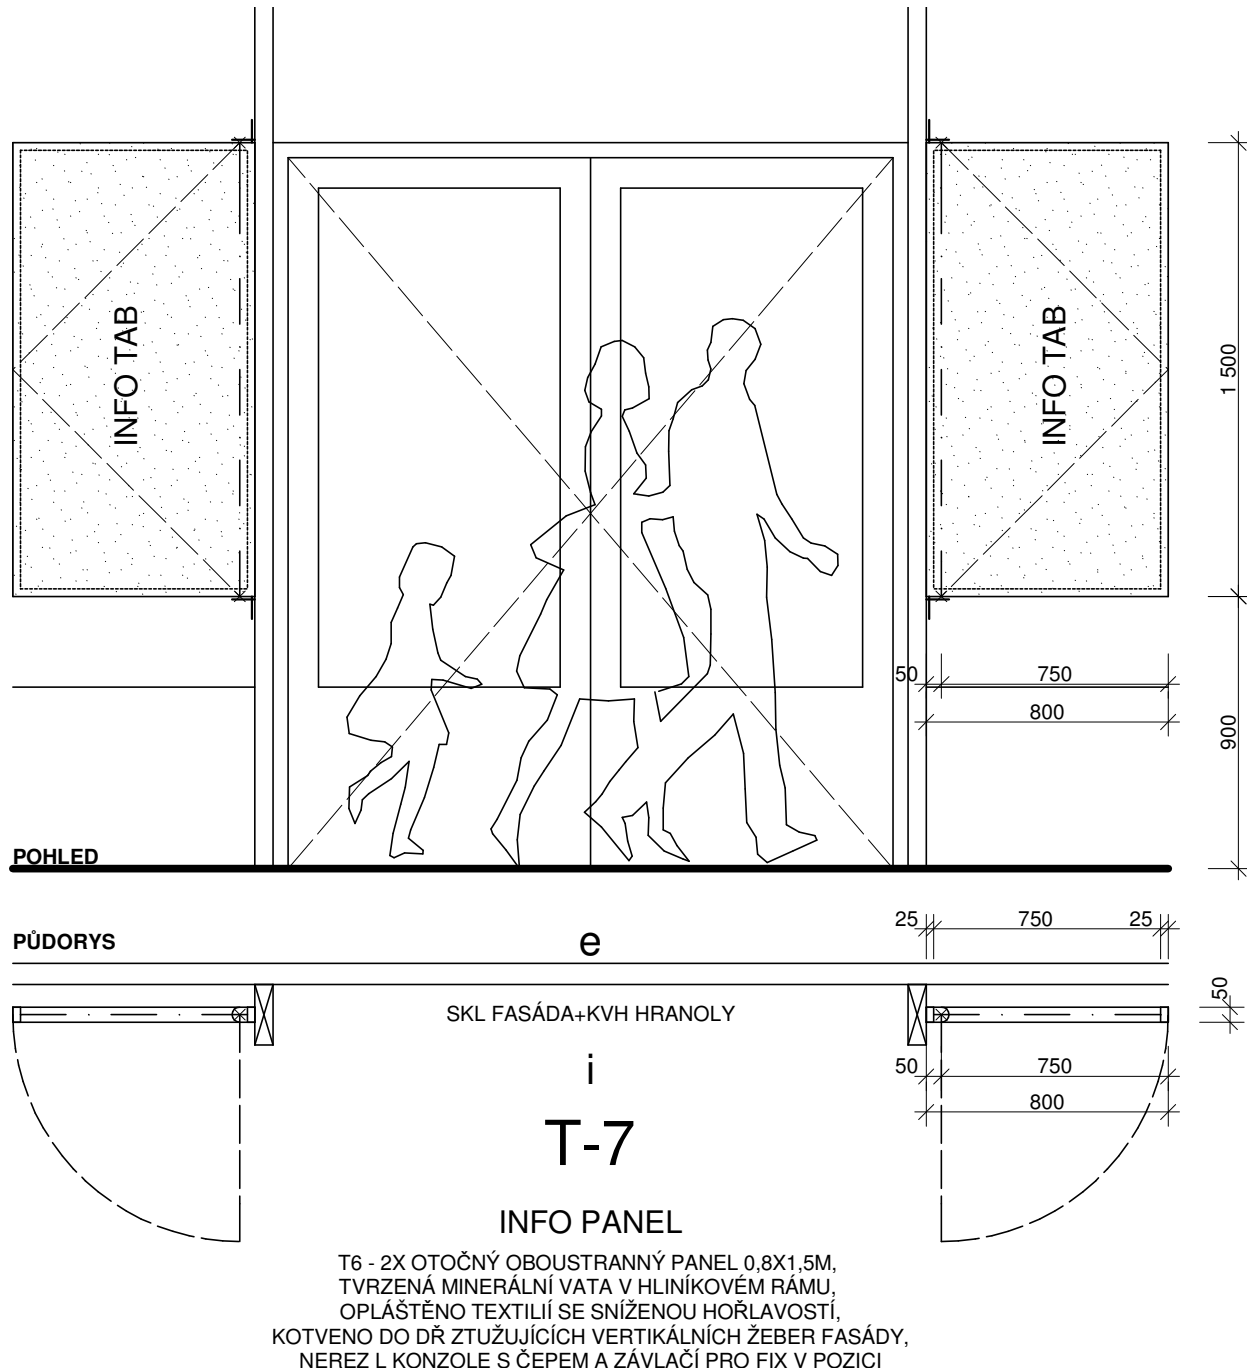 INFO TAB
INFO TAB
1 500
50
750
800
900
POHLED
25
750
25
PŮDORYS
e
50
SKL FASÁDA+KVH HRANOLY
50
750
i
800
T-7
INFO PANEL
T6 - 2X OTOČNÝ OBOUSTRANNÝ PANEL 0,8X1,5M,
TVRZENÁ MINERÁLNÍ VATA V HLINÍKOVÉM RÁMU,
OPLÁŠTĚNO TEXTILIÍ SE SNÍŽENOU HOŘLAVOSTÍ,
KOTVENO DO DŘ ZTUŽUJÍCÍCH VERTIKÁLNÍCH ŽEBER FASÁDY,
NEREZ L KONZOLE S ČEPEM A ZÁVLAČÍ PRO FIX V POZICI